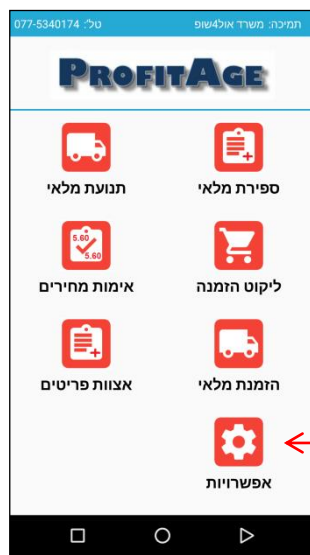 תמיכה: משרד אול4שופ
טל': 077-5340174
PROFITAGE
ספירת מלאי
תנועת מלאי
5.60
5.60
ליקוט הזמנה
אימות מחירים
הזמנת מלאי
אצוות פריטים
אפשרויות